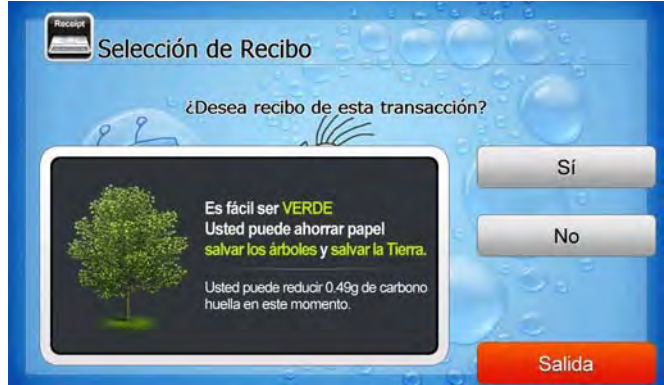 Receipt
Selección de Recibo
¿Desea recibo de esta transacción?
Es fácil ser VERDE
Usted puede ahorrar papel
salvar los árboles y salvar la Tierra.
Usted puede reducir 0.49g de carbono
huella en este momento.
Sí
No
Salida